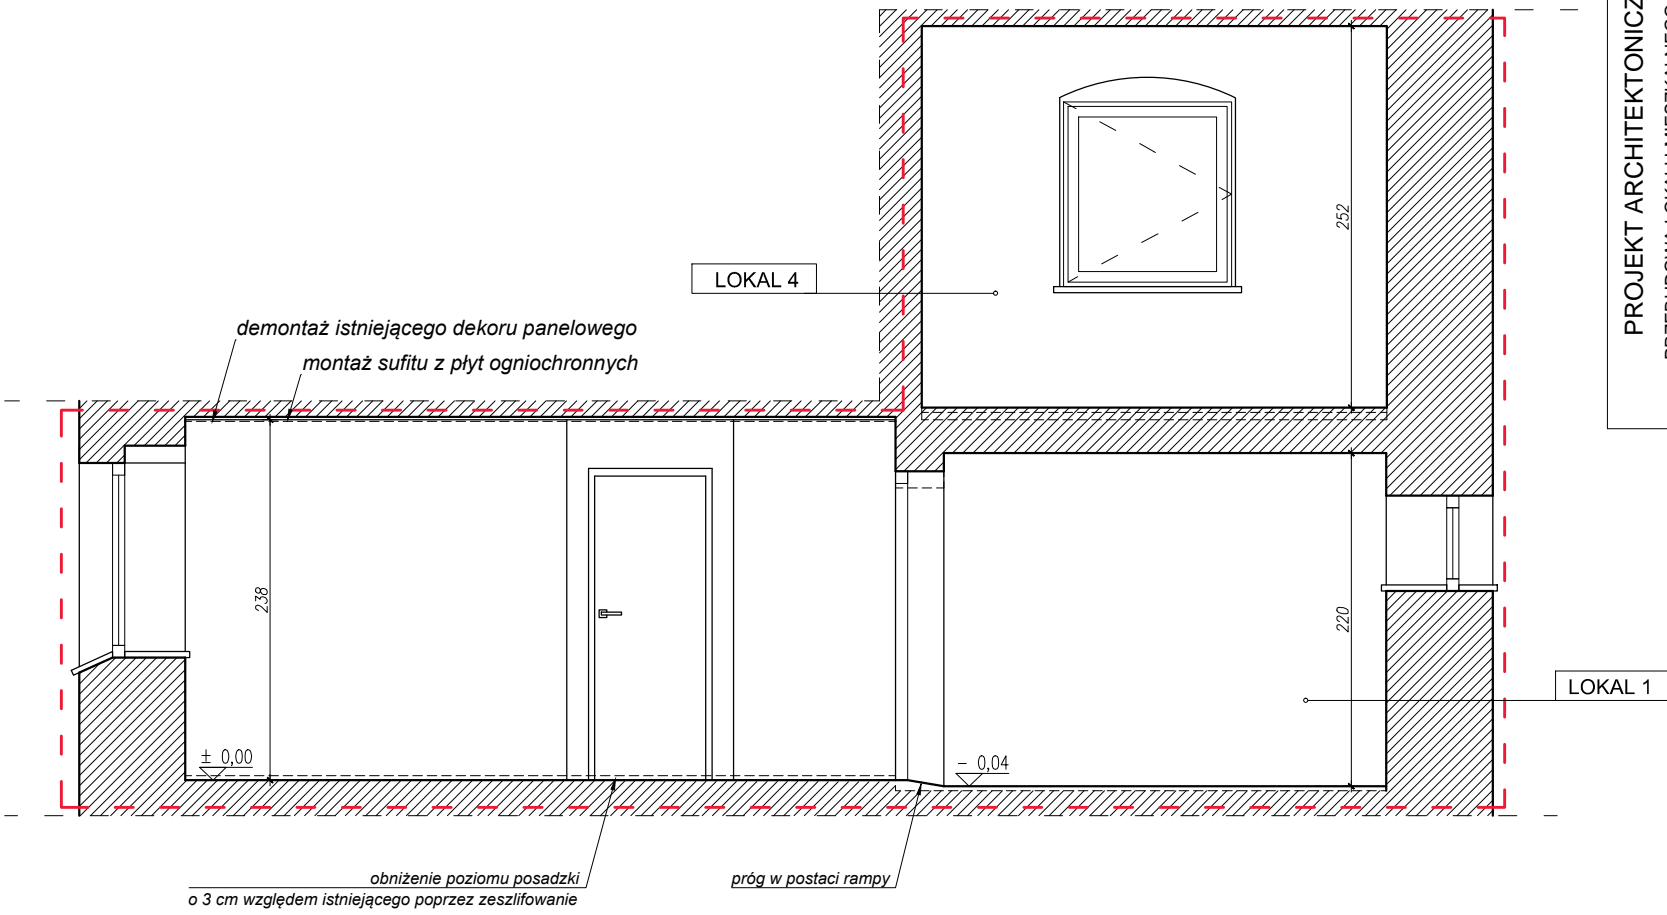 PROJEKT ARCHITEKTONICZ
252
LOKAL 4
demontaż istniejącego dekoru panelowego
montaż sufitu z płyt ogniochronnych
238
220
LOKAL 1
± 0,00
- 0,04
obniżenie poziomu posadzki
o 3 cm względem istniejącego poprzez zeszlifowanie
próg w postaci rampy